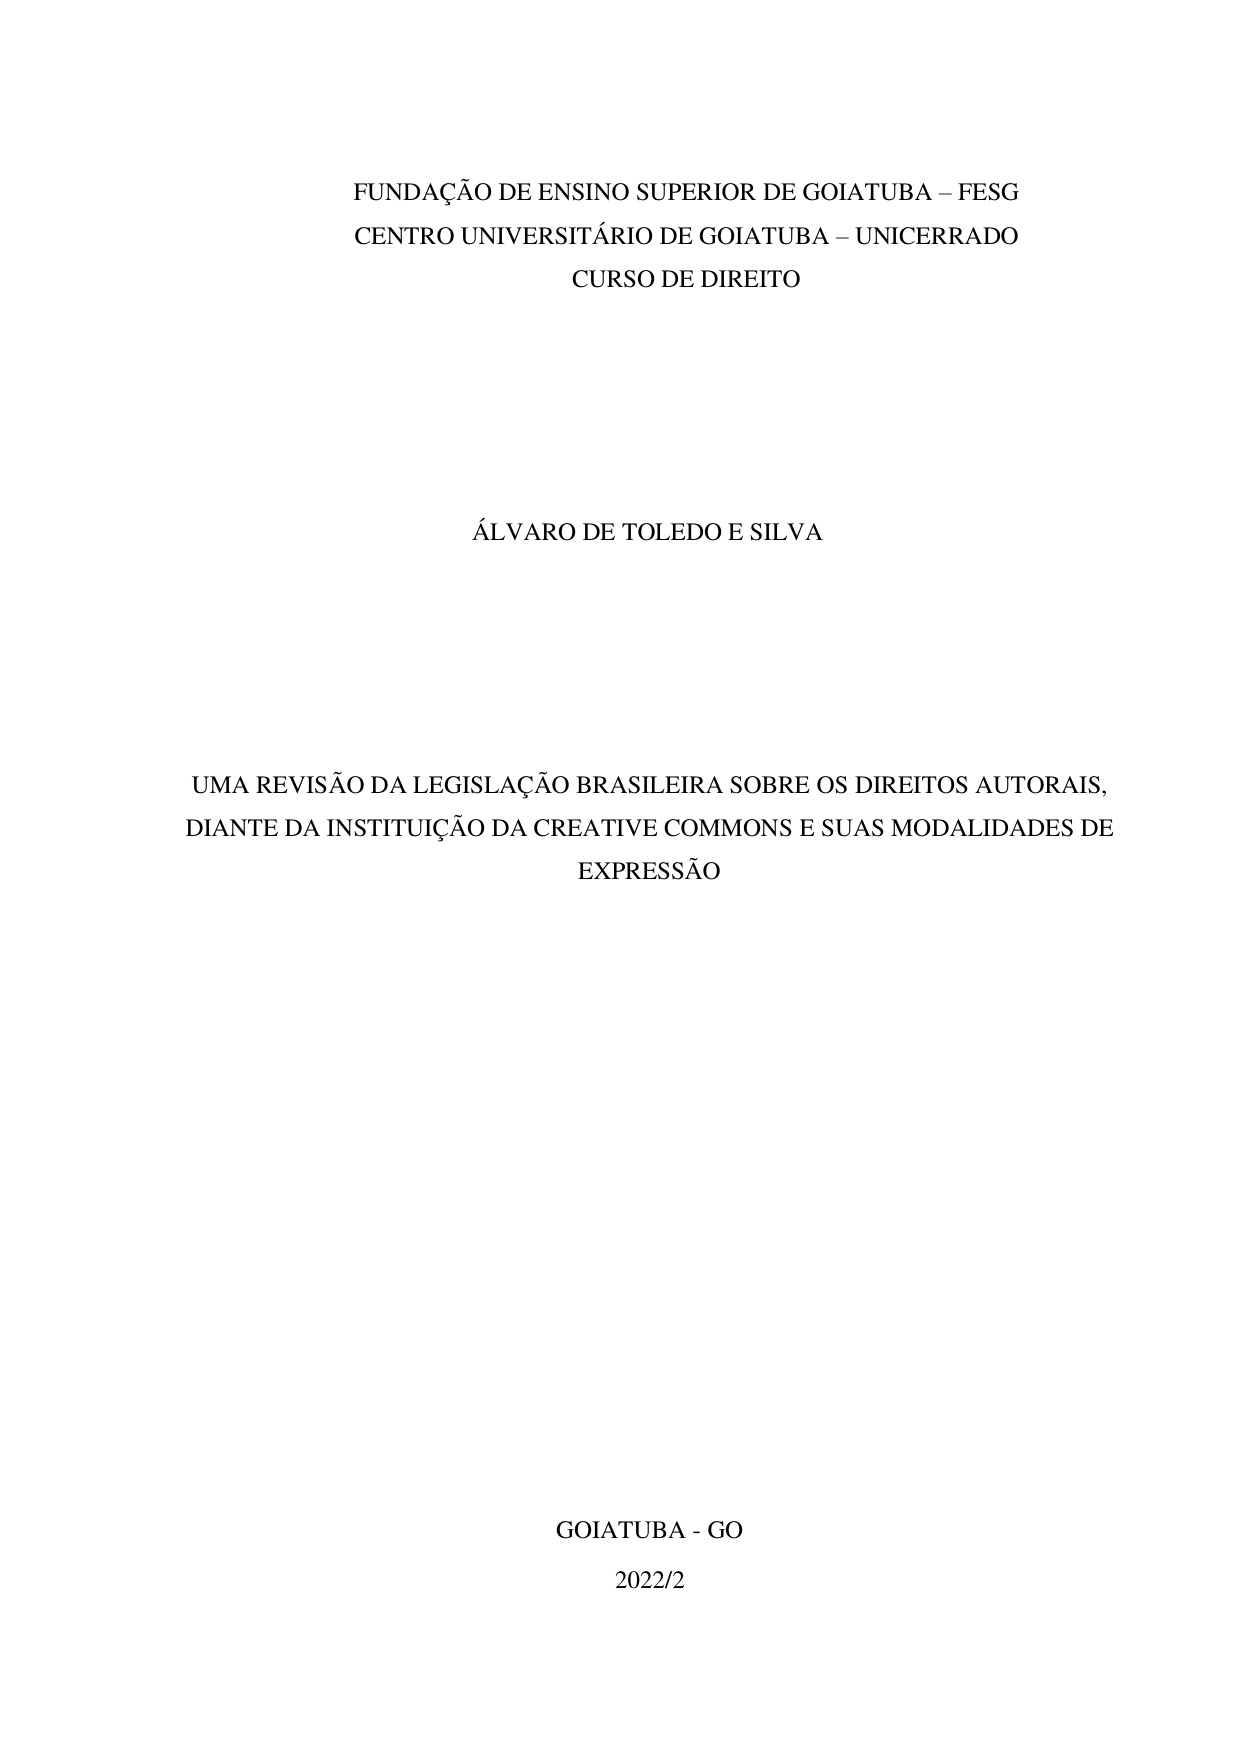 FUNDAÇÃO DE ENSINO SUPERIOR DE GOIATUBA – FESG
CENTRO UNIVERSITÁRIO DE GOIATUBA – UNICERRADO
CURSO DE DIREITO
ÁLVARO DE TOLEDO E SILVA
UMA REVISÃO DA LEGISLAÇÃO BRASILEIRA SOBRE OS DIREITOS AUTORAIS,
DIANTE DA INSTITUIÇÃO DA CREATIVE COMMONS E SUAS MODALIDADES DE
EXPRESSÃO
GOIATUBA - GO
2022/2